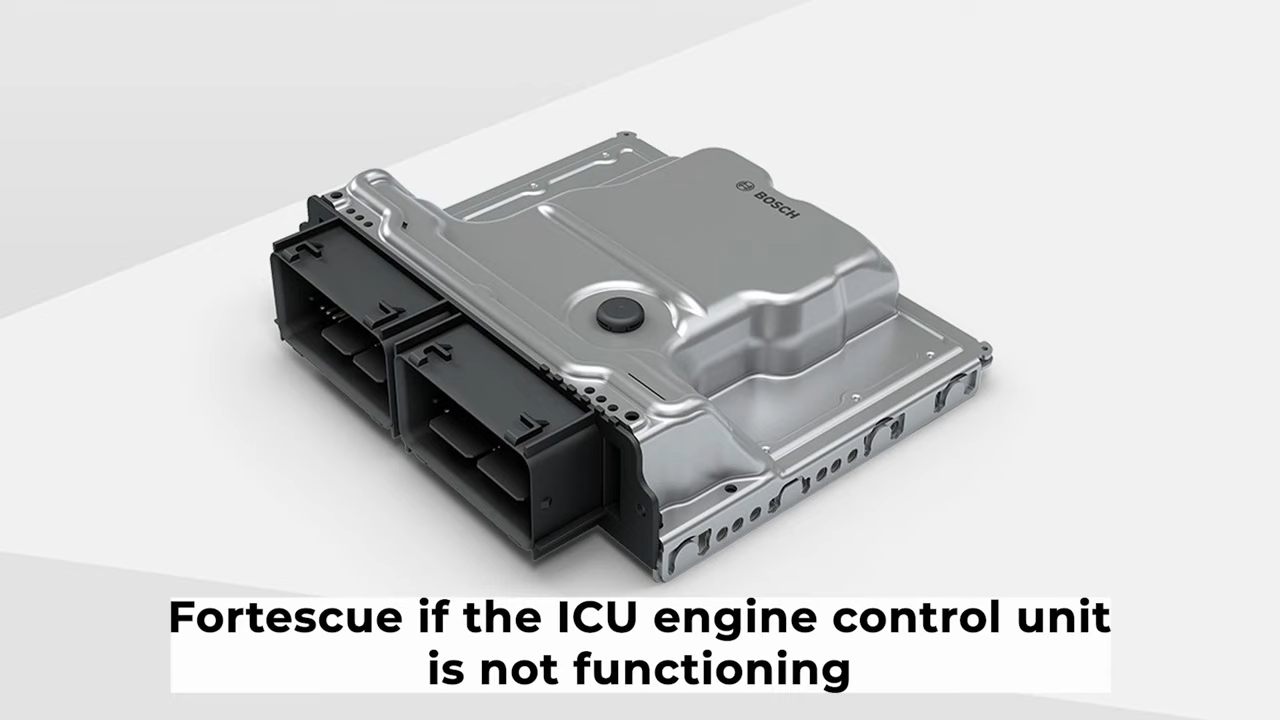 BOSCH
Fortescue if the ICU engine control unit
is not functioning